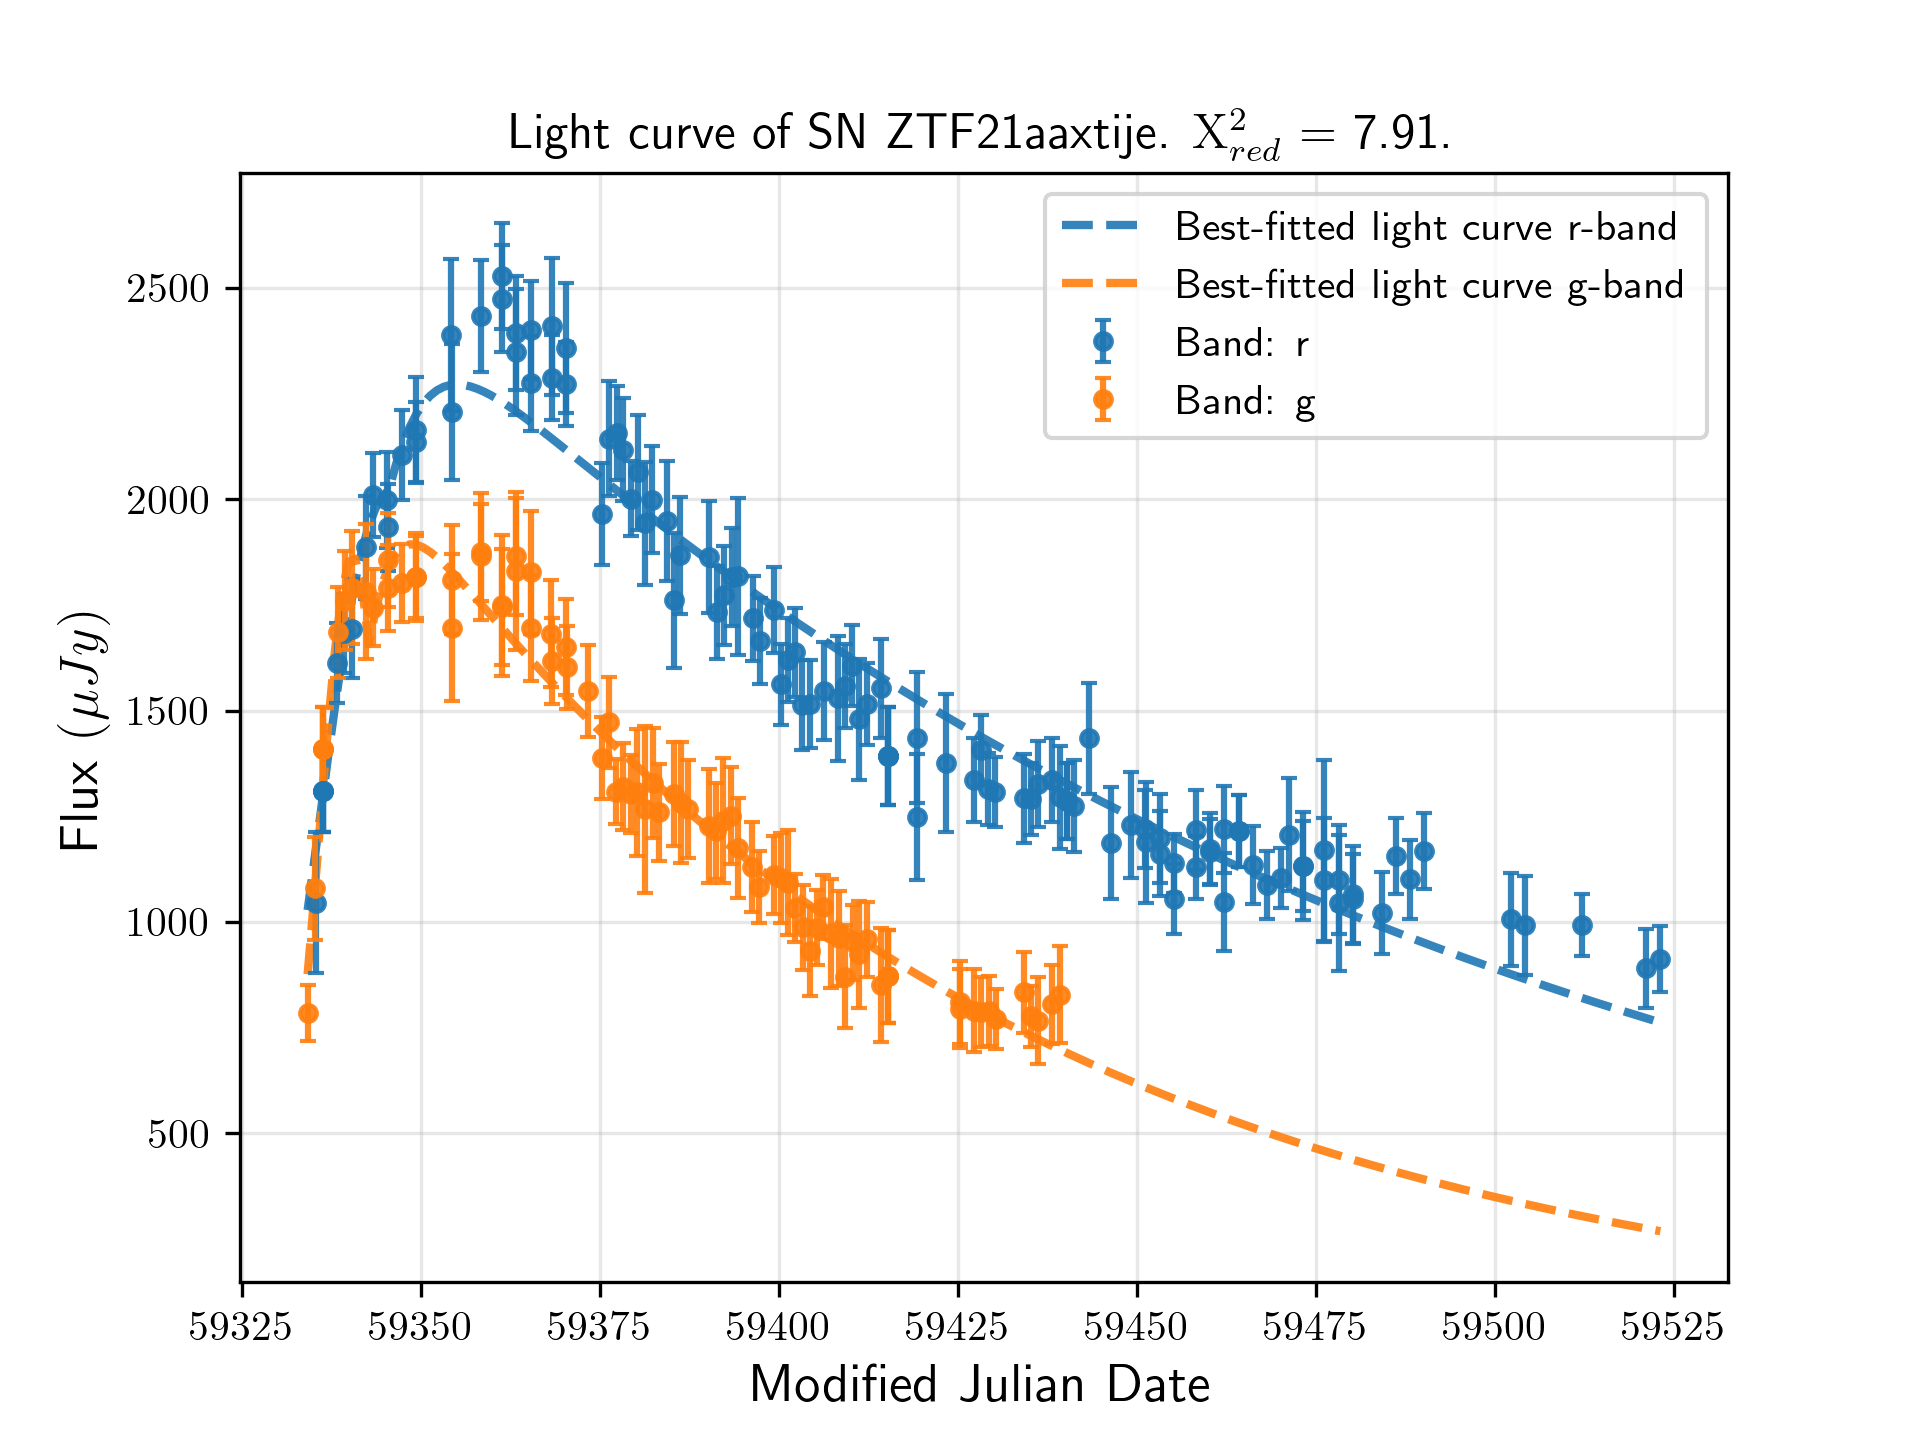 Light curve of SN ZTF21aaxtije. X²_red = 7.91.
Best-fitted light curve r-band
Best-fitted light curve g-band
Band: r
Band: g
2500
2000
1500
1000
500
Flux (μJy)
59325 59350 59375 59400 59425 59450 59475 59500 59525
Modified Julian Date